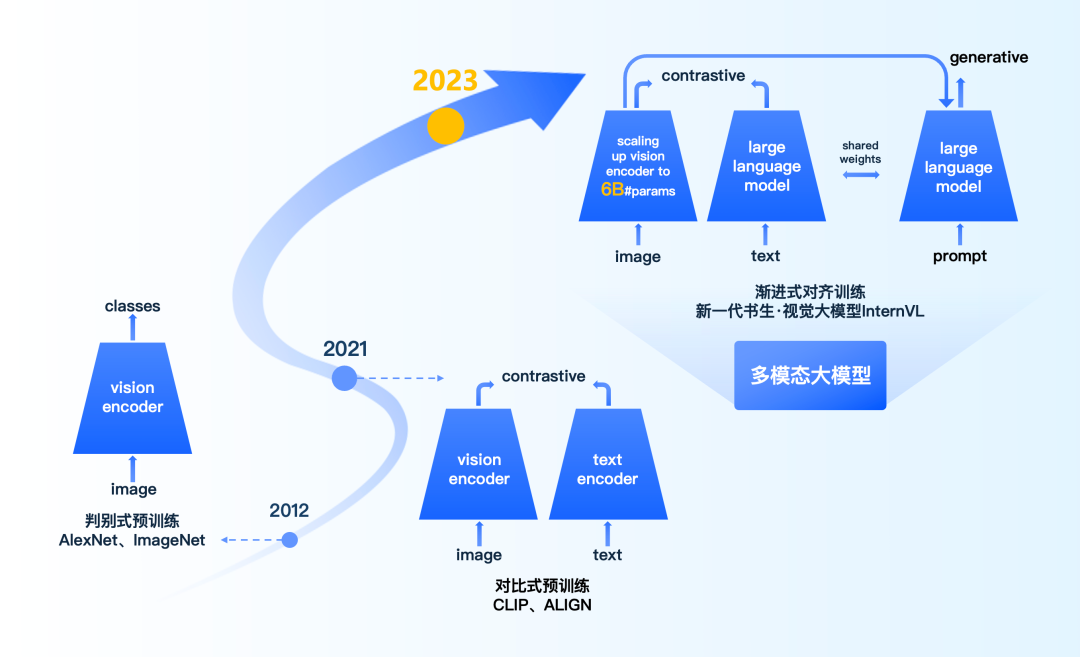 2023
generative
contrastive
scaling
up vision
encoder to
6B#params
large
language
model
shared
weights
large
language
model
image
text
prompt
渐进式对齐训练
新一代书生·视觉大模型InternVL
多模态大模型
classes
vision
encoder
image
判别式预训练
AlexNet、ImageNet
2012
2021
contrastive
vision
encoder
text
encoder
image
text
对比式预训练
CLIP、ALIGN